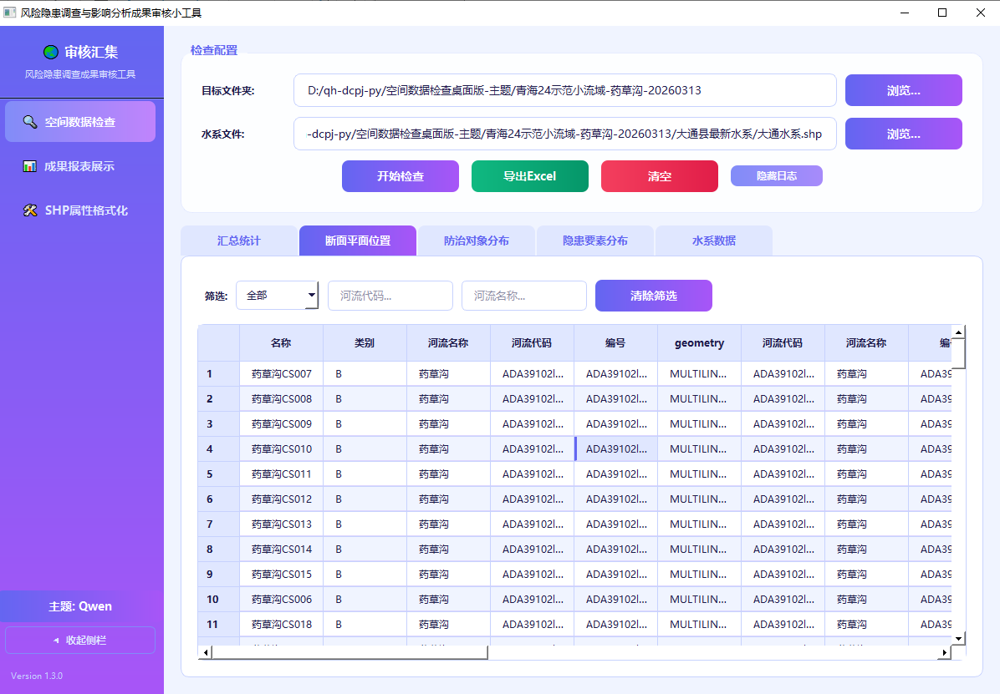 风险隐患调查与影响分析成果审核小工具
审核汇集
风险隐患调查成果审核工具
空间数据检查
成果报表展示
SHP属性格式化
主题: Qwen
收起侧栏
Version 1.3.0
检查配置
目标文件夹:
D:/qh-dcpj-py/空间数据检查桌面版-主题/青海24示范小流域-药草沟-20260313
浏览...
水系文件:
-dcpj-py/空间数据检查桌面版-主题/青海24示范小流域-药草沟-20260313/大通县最新水系/大通水系.shp
浏览...
开始检查 导出Excel 清空 隐藏日志
汇总统计 断面平面位置 防治对象分布 隐患要素分布 水系数据
筛选: 全部 河流代码... 河流名称... 清除筛选
名称 类别 河流名称 河流代码 编号 geometry 河流代码 河流名称 编
1 药草沟CS007 B 药草沟 ADA39102l... ADA39102l... MULTILIN... ADA39102l... 药草沟 ADA39
2 药草沟CS008 B 药草沟 ADA39102l... ADA39102l... MULTILIN... ADA39102l... 药草沟 ADA39
3 药草沟CS009 B 药草沟 ADA39102l... ADA39102l... MULTILIN... ADA39102l... 药草沟 ADA39
4 药草沟CS010 B 药草沟 ADA39102l... ADA39102l... MULTILIN... ADA39102l... 药草沟 ADA39
5 药草沟CS011 B 药草沟 ADA39102l... ADA39102l... MULTILIN... ADA39102l... 药草沟 ADA39
6 药草沟CS012 B 药草沟 ADA39102l... ADA39102l... MULTILIN... ADA39102l... 药草沟 ADA39
7 药草沟CS013 B 药草沟 ADA39102l... ADA39102l... MULTILIN... ADA39102l... 药草沟 ADA39
8 药草沟CS014 B 药草沟 ADA39102l... ADA39102l... MULTILIN... ADA39102l... 药草沟 ADA39
9 药草沟CS015 B 药草沟 ADA39102l... ADA39102l... MULTILIN... ADA39102l... 药草沟 ADA39
10 药草沟CS006 B 药草沟 ADA39102l... ADA39102l... MULTILIN... ADA39102l... 药草沟 ADA39
11 药草沟CS018 B 药草沟 ADA39102l... ADA39102l... MULTILIN... ADA39102l... 药草沟 ADA39